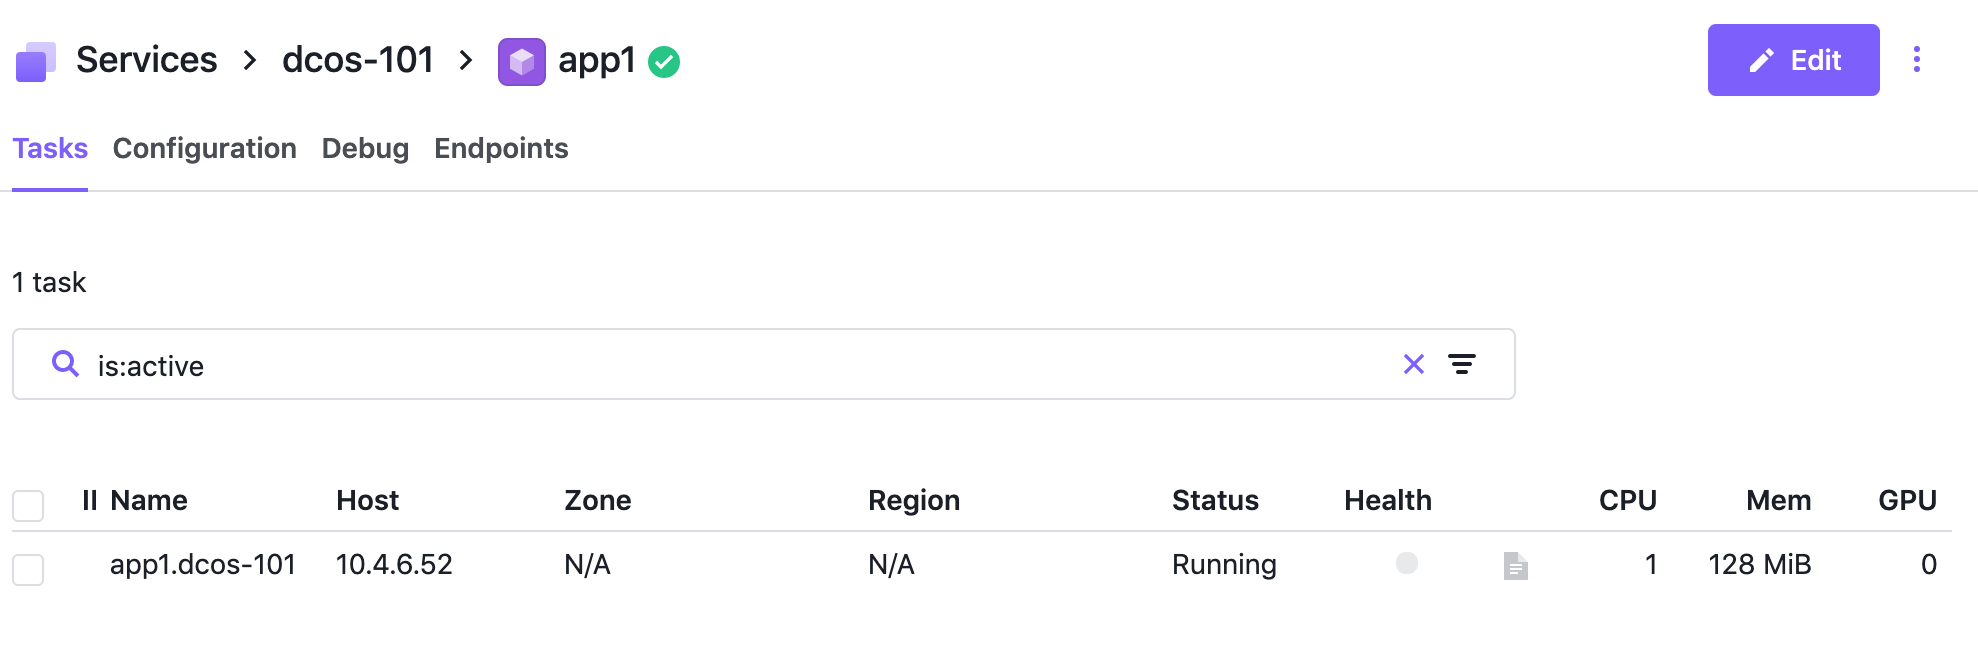 Services > dcos-101 > app1
Edit
Tasks Configuration Debug Endpoints
1 task
is:active
Name Host Zone Region Status Health CPU Mem GPU
app1.dcos-101 10.4.6.52 N/A N/A Running 1 128 MiB 0